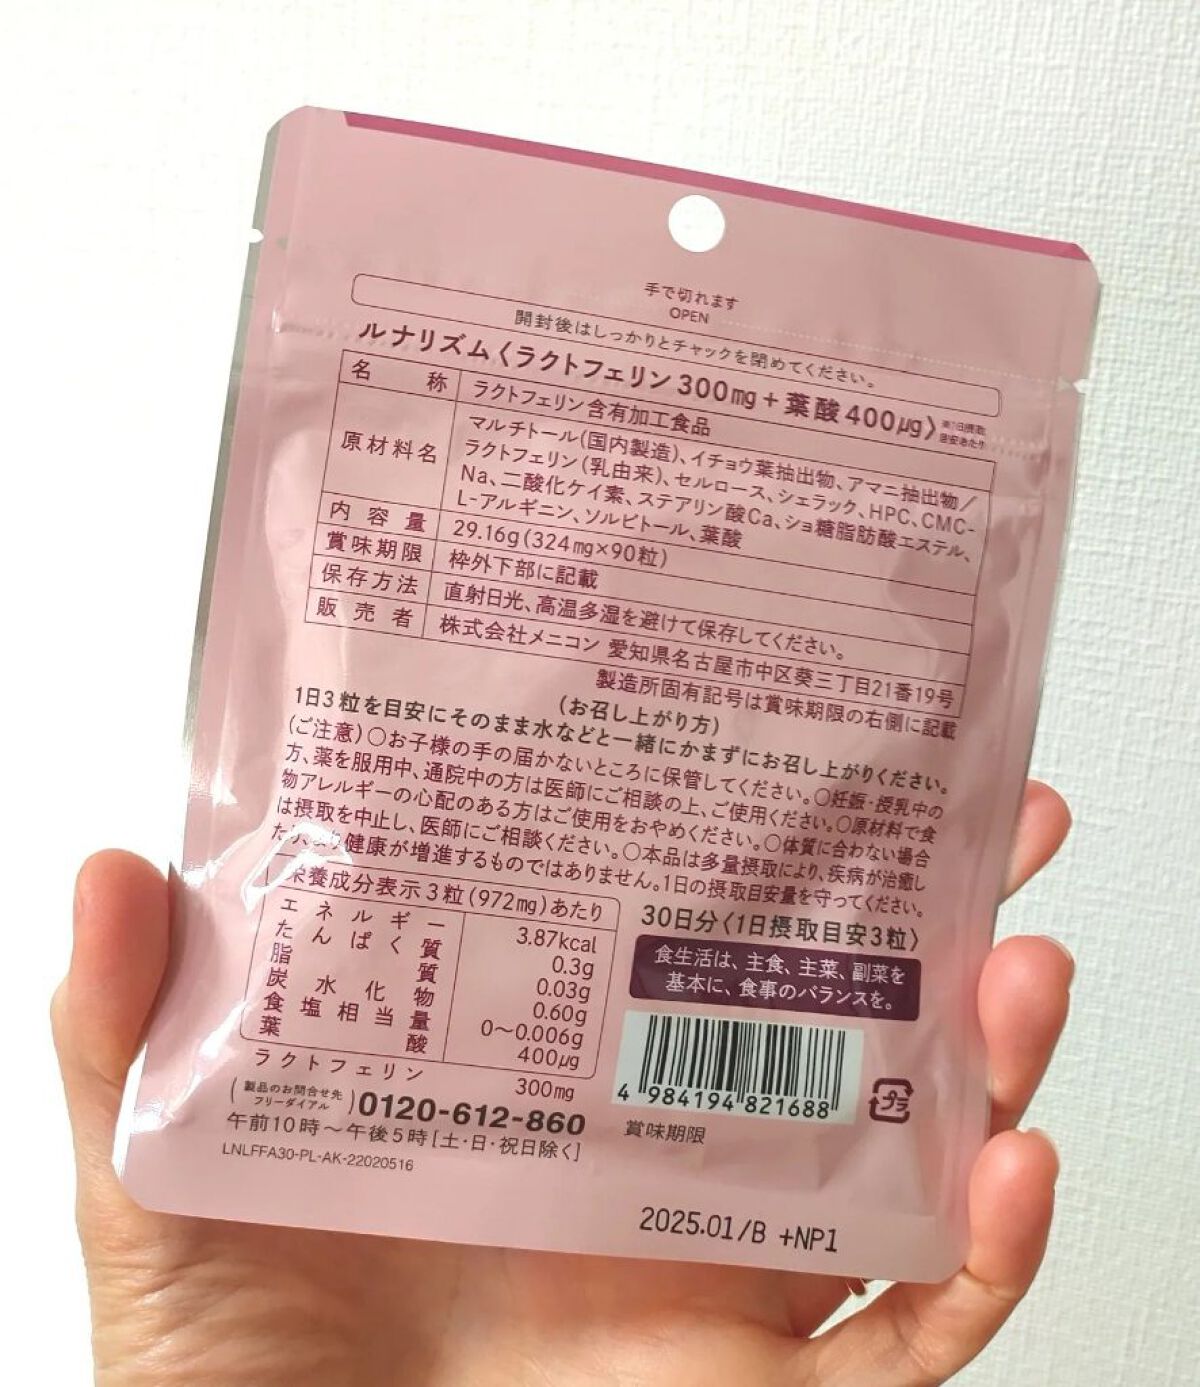 手で切れます
OPEN
開封後はしっかりとチャックを閉めてください。
ルナリズム〈ラクトフェリン300mg+葉酸400μg〉※1日摂取目安あたり
名称 ラクトフェリン含有加工食品
原材料名 マルチトール(国内製造)、イチョウ葉抽出物、アマニ抽出物/
ラクトフェリン(乳由来)、セルロース、シェラック、HPC、CMC-
Na、二酸化ケイ素、ステアリン酸Ca、ショ糖脂肪酸エステル、
L-アルギニン、ソルビトール、葉酸
内容量 29.16g(324mg×90粒)
賞味期限 枠外下部に記載
保存方法 直射日光、高温多湿を避けて保存してください。
販売者 株式会社メニコン 愛知県名古屋市中区葵三丁目21番19号
製造所固有記号は賞味期限の右側に記載
(お召し上がり方)
1日3粒を目安にそのまま水などと一緒にかまずにお召し上がりください。
(ご注意)○お子様の手の届かないところに保管してください。○妊娠・授乳中の
方、薬を服用中、通院中の方は医師にご相談の上、ご使用ください。○原材料で食
物アレルギーの心配のある方はご使用をおやめください。○体質に合わない場合
は摂取を中止し、医師にご相談ください。○本品は多量摂取により、疾病が治癒し
たり、より健康が増進するものではありません。1日の摂取目安量を守ってください。
栄養成分表示3粒(972mg)あたり
エネルギー 3.87kcal
たんぱく質 0.3g
脂質 0.03g
炭水化物 0.60g
食塩相当量 0～0.006g
葉酸 400μg
ラクトフェリン 300mg
30日分〈1日摂取目安3粒〉
食生活は、主食、主菜、副菜を
基本に、食事のバランスを。
4 984194 821688
プラ
(製品のお問合せ先 フリーダイアル)0120-612-860
午前10時～午後5時[土・日・祝日除く]
LNLFFA30-PL-AK-22020516
賞味期限
2025.01/B +NP1